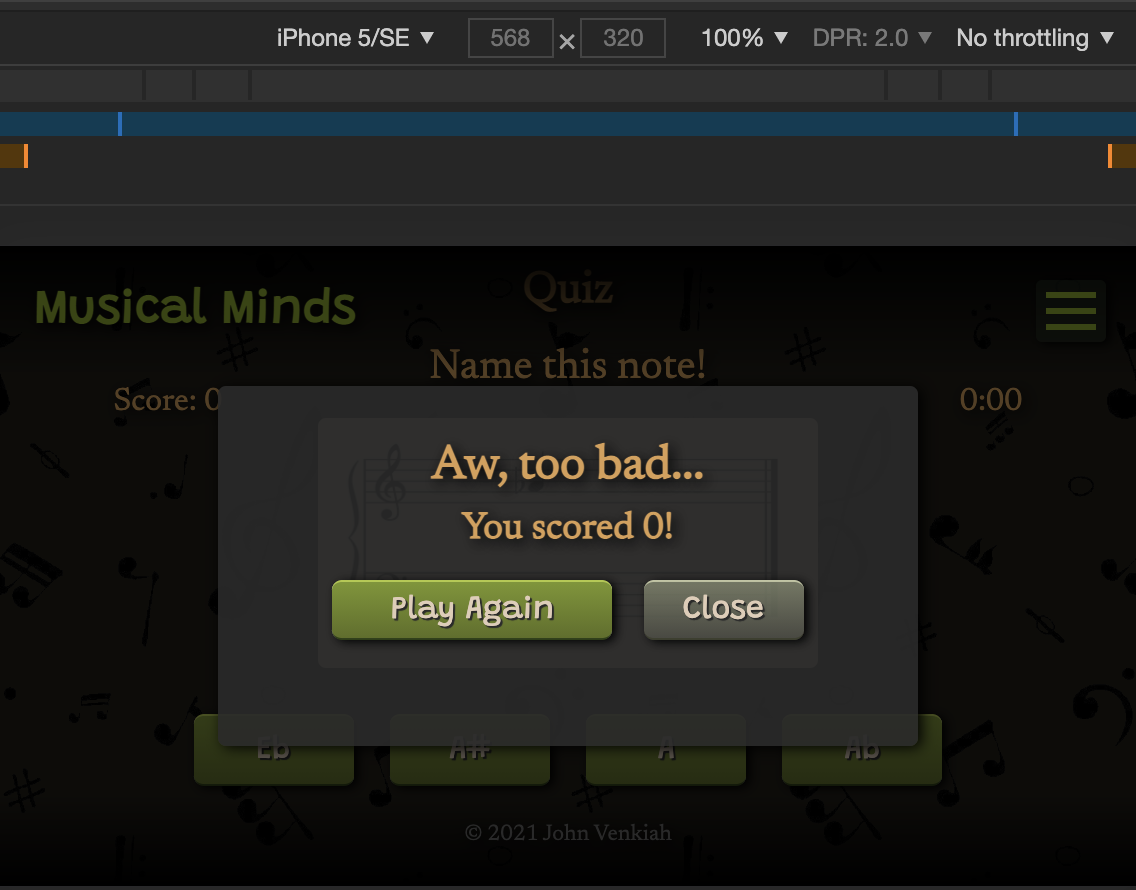 iPhone 5/SE ▼ 568 × 320 100% ▼ DPR: 2.0 ▼ No throttling ▼
Quiz
Musical Minds
Name this note!
Score: 0 0:00
Aw, too bad...
You scored 0!
Play Again Close
Eb A# A Ab
© 2021 John Venkiah